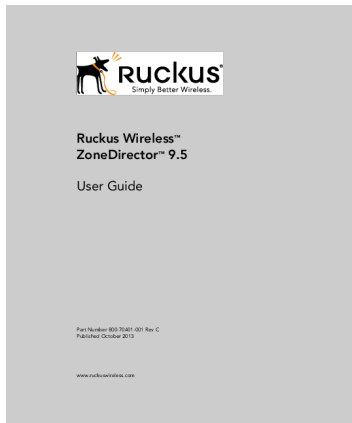 Ruckus®
Simply Better Wireless.
Ruckus Wireless™
ZoneDirector™ 9.5
User Guide
Part Number 800-70401-001 Rev C
Published October 2013
www.ruckuswireless.com